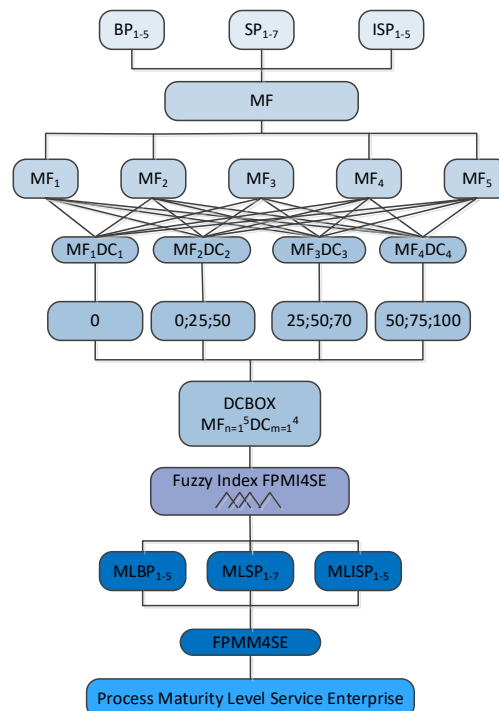 BP₁₋₅ SP₁₋₇ ISP₁₋₅
MF
MF₁ MF₂ MF₃ MF₄ MF₅
MF₁DC₁ MF₂DC₂ MF₃DC₃ MF₄DC₄
0 0;25;50 25;50;70 50;75;100
DCBOX
MFₙ₌₁⁵DCₘ₌₁⁴
Fuzzy Index FPMI4SE
MLBP₁₋₅ MLSP₁₋₇ MLISP₁₋₅
FPMM4SE
Process Maturity Level Service Enterprise